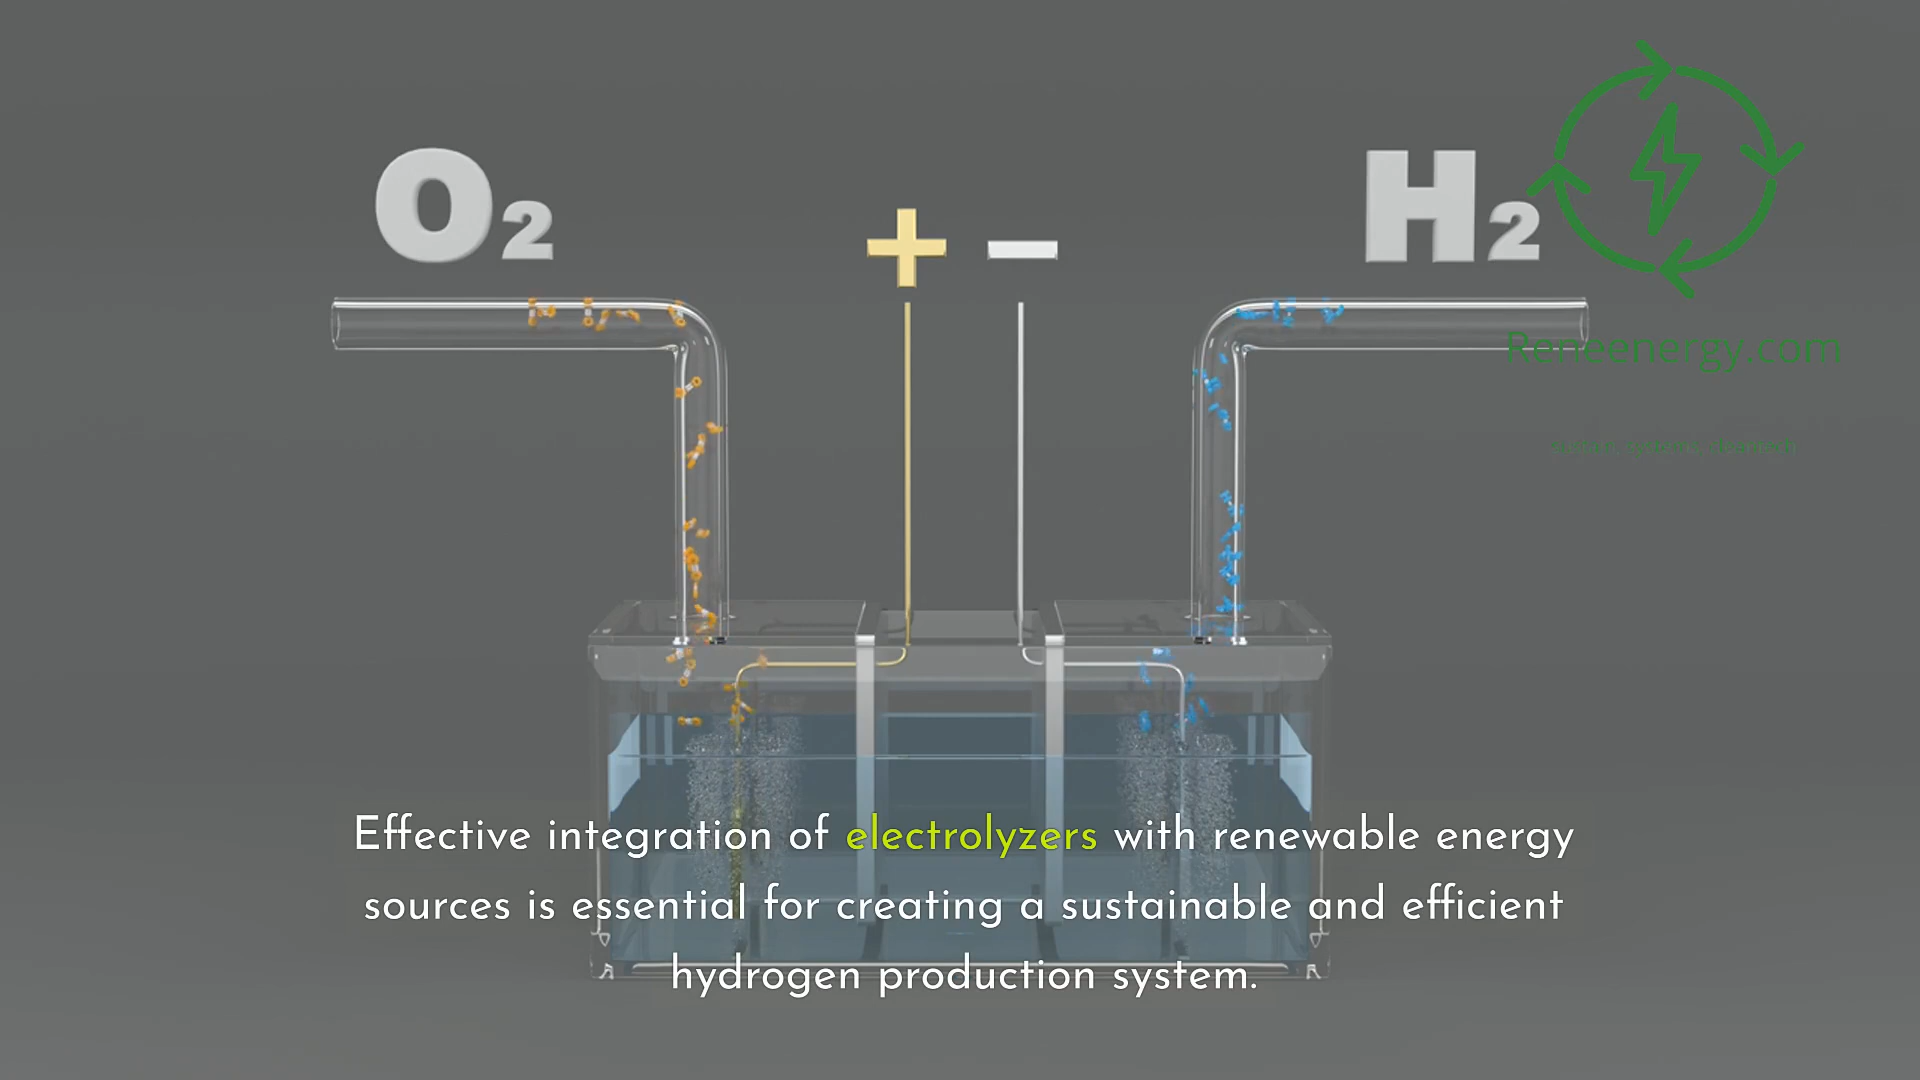 O2
+ −
H2
Reneenergy.com
Effective integration of electrolyzers with renewable energy
sources is essential for creating a sustainable and efficient
hydrogen production system.